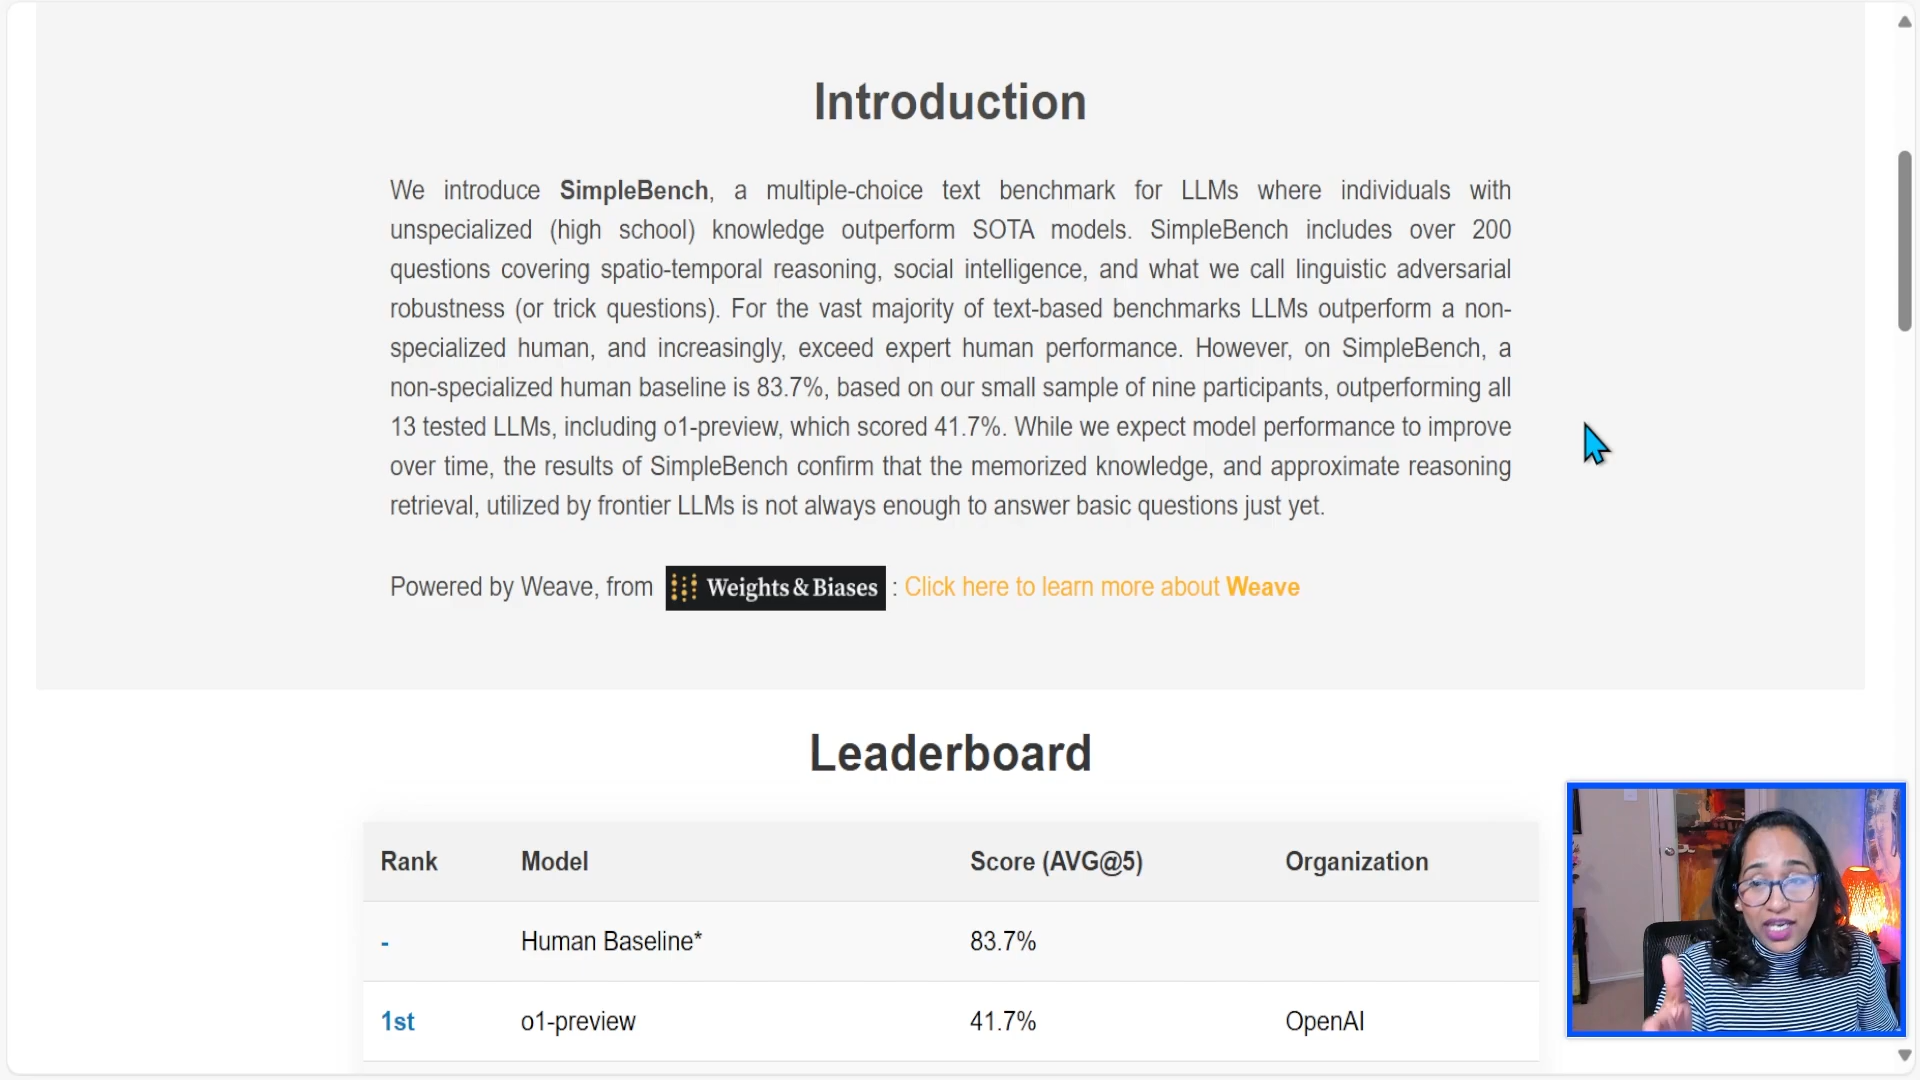 Introduction
We introduce SimpleBench, a multiple-choice text benchmark for LLMs where individuals with
unspecialized (high school) knowledge outperform SOTA models. SimpleBench includes over 200
questions covering spatio-temporal reasoning, social intelligence, and what we call linguistic adversarial
robustness (or trick questions). For the vast majority of text-based benchmarks LLMs outperform a non-
specialized human, and increasingly, exceed expert human performance. However, on SimpleBench, a
non-specialized human baseline is 83.7%, based on our small sample of nine participants, outperforming all
13 tested LLMs, including o1-preview, which scored 41.7%. While we expect model performance to improve
over time, the results of SimpleBench confirm that the memorized knowledge, and approximate reasoning
retrieval, utilized by frontier LLMs is not always enough to answer basic questions just yet.
Powered by Weave, from Weights & Biases : Click here to learn more about Weave
Leaderboard
Rank Model Score (AVG@5) Organization
- Human Baseline* 83.7%
1st o1-preview 41.7% OpenAI